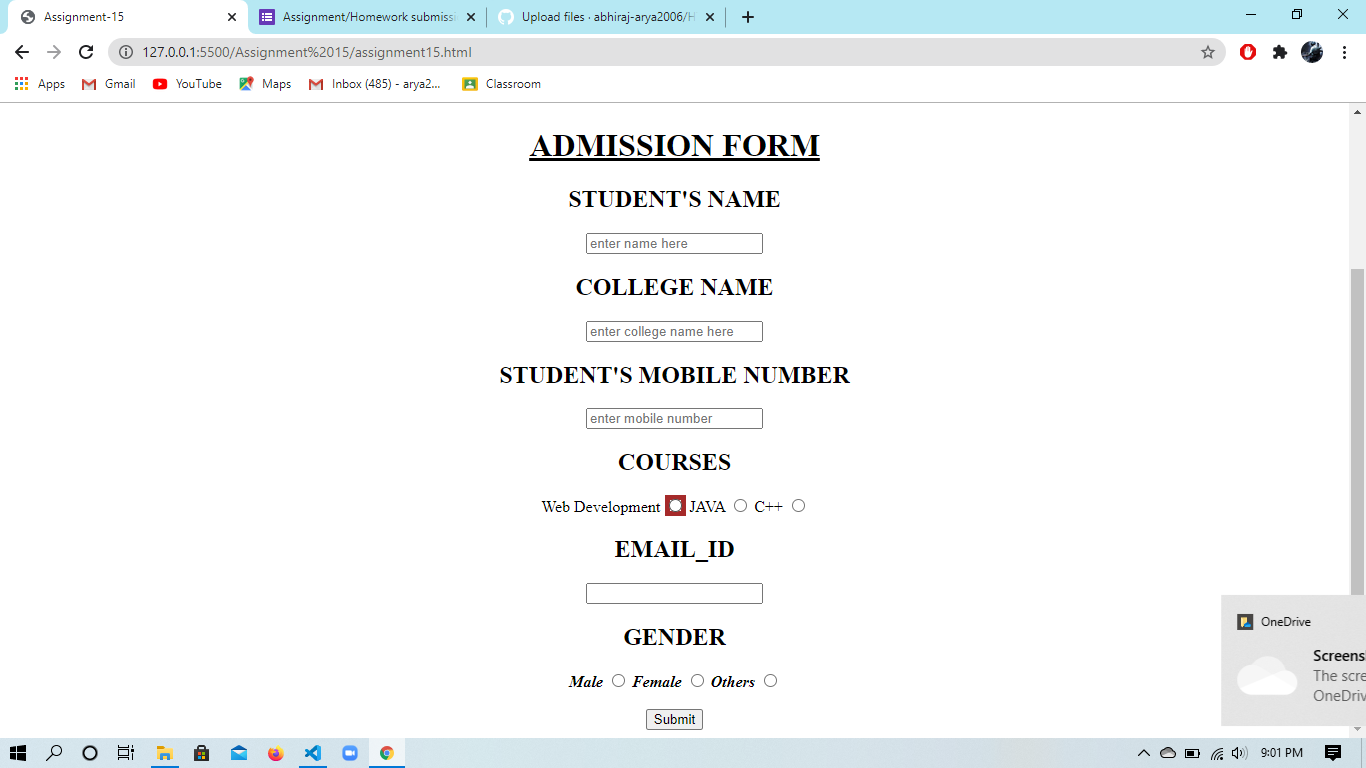 Assignment-15
Assignment/Homework submissi
Upload files · abhiraj-arya2006/H
127.0.0.1:5500/Assignment%2015/assignment15.html
Apps Gmail YouTube Maps Inbox (485) - arya2... Classroom
ADMISSION FORM
STUDENT'S NAME
enter name here
COLLEGE NAME
enter college name here
STUDENT'S MOBILE NUMBER
enter mobile number
COURSES
Web Development JAVA C++
EMAIL_ID
GENDER
Male Female Others
Submit
OneDrive
Screensh
The scre
OneDriv
9:01 PM